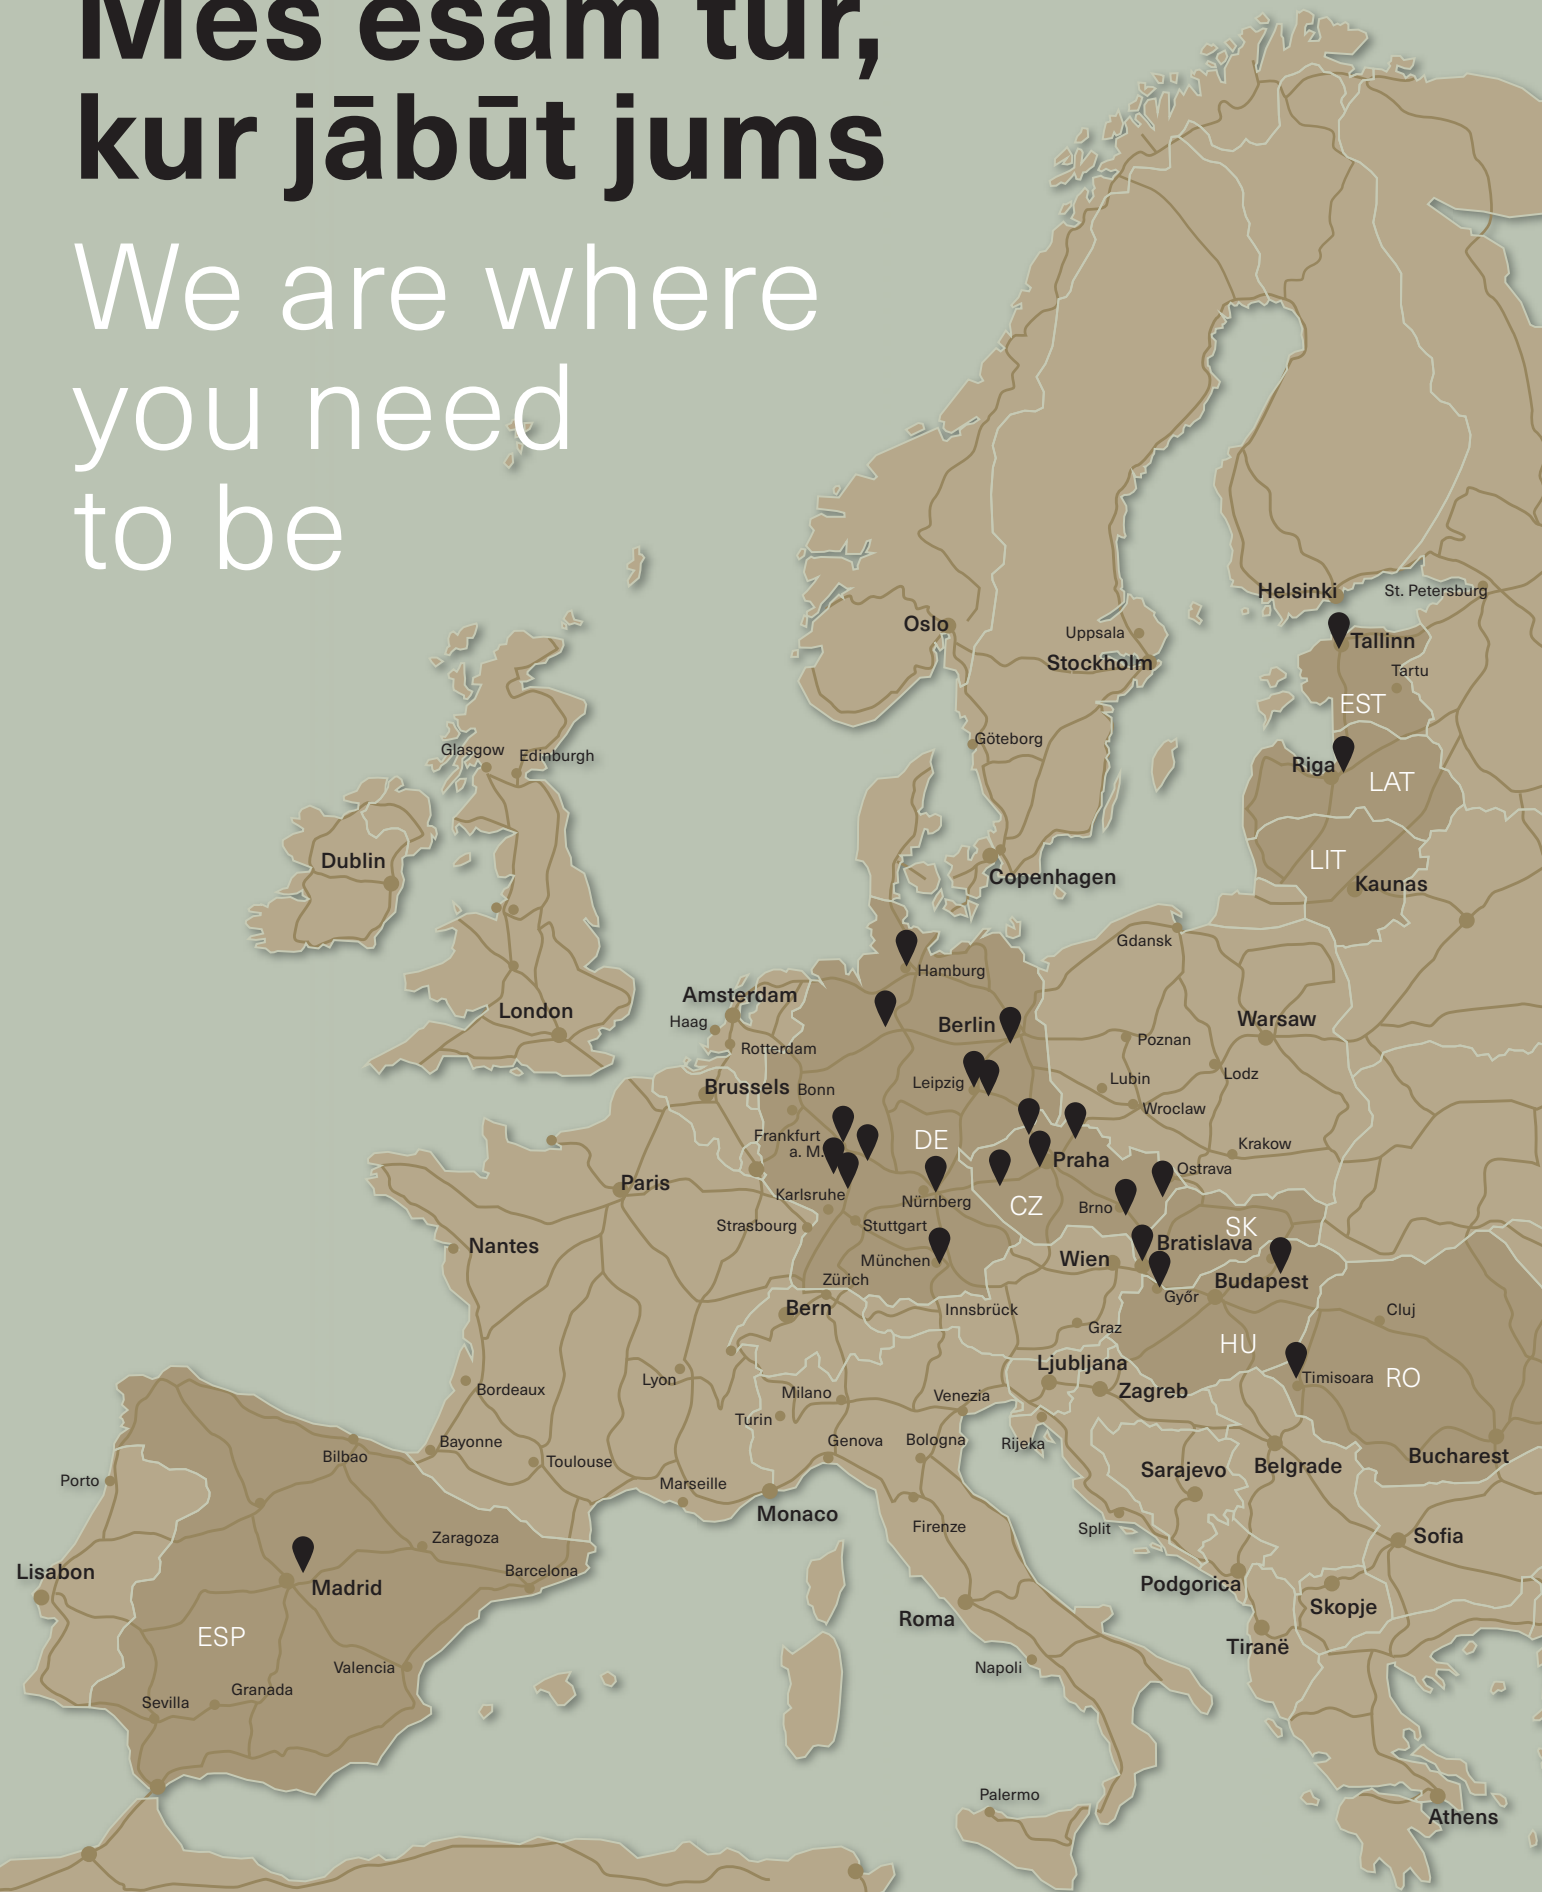 Mēs esam tur,
kur jābūt jums
We are where
you need
to be
Helsinki
St. Petersburg
Oslo
Uppsala
Tallinn
Stockholm
Tartu
EST
Göteborg
Glasgow
Edinburgh
Riga
LAT
Dublin
LIT
Copenhagen
Kaunas
Gdansk
Hamburg
Amsterdam
London
Haag
Berlin
Warsaw
Rotterdam
Poznan
Brussels
Bonn
Leipzig
Lubin
Lodz
Wroclaw
Frankfurt
a. M.
DE
Krakow
Praha
Ostrava
Paris
Karlsruhe
Nürnberg
CZ
Brno
Strasbourg
Stuttgart
SK
Nantes
Bratislava
München
Wien
Zürich
Budapest
Győr
Bern
Innsbrück
Cluj
Graz
HU
Ljubljana
Lyon
Timisoara
RO
Bordeaux
Milano
Venezia
Zagreb
Turin
Bayonne
Genova
Bologna
Rijeka
Bilbao
Toulouse
Bucharest
Sarajevo
Belgrade
Porto
Marseille
Monaco
Firenze
Split
Zaragoza
Sofia
Lisabon
Barcelona
Madrid
Podgorica
Skopje
Roma
ESP
Tiranë
Valencia
Napoli
Granada
Sevilla
Palermo
Athens